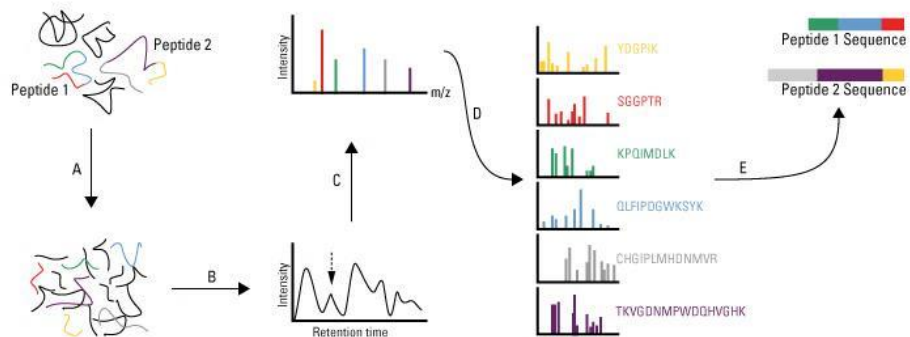 Peptide 2
Peptide 1
A
B
Intensity
Retention time
C
Intensity
m/z
D
YDGPIK
SGGPTR
KPQIMDLK
QLFIPDGWKSYK
CHGIPLMHDNMVR
TKVGDNMPWDQHVGHK
E
Peptide 1 Sequence
Peptide 2 Sequence